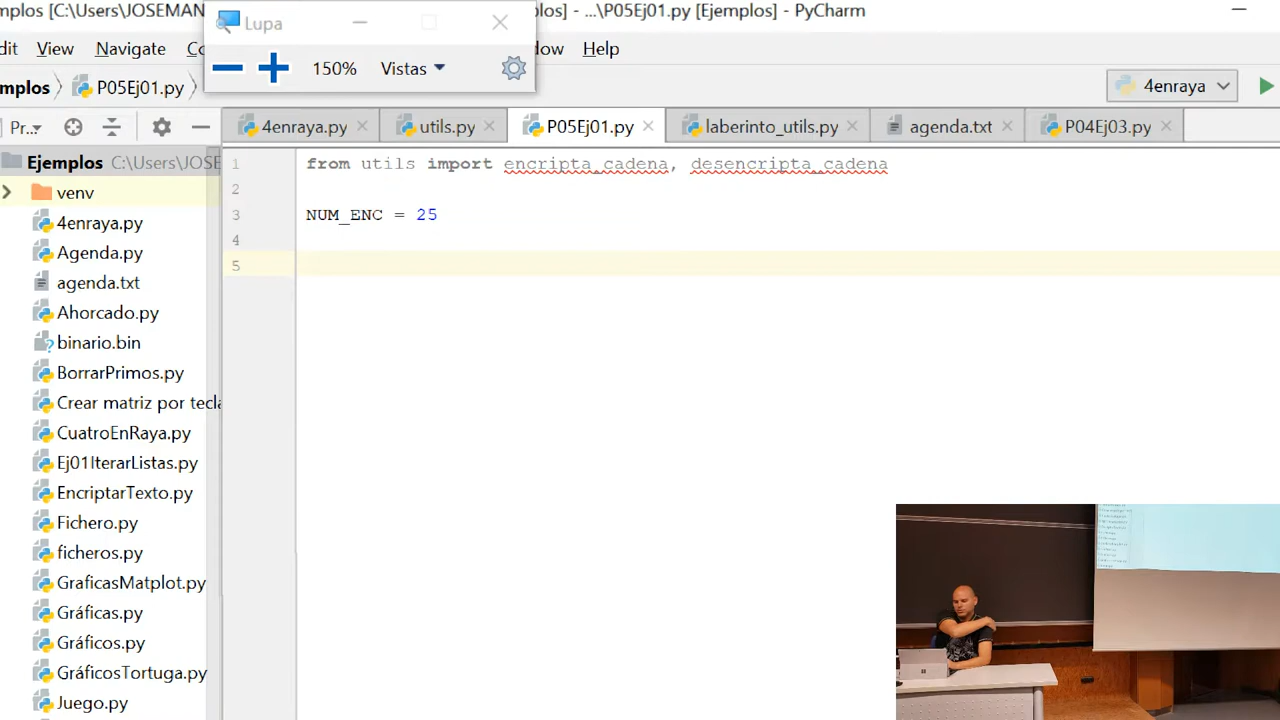 os [C:\Users\JOSEMAN
los] - ...\P05Ej01.py [Ejemplos] - PyCharm
Lupa
dit View Navigate Co
dow Help
150% Vistas
mplos P05Ej01.py
4enraya
Pr...
4enraya.py utils.py P05Ej01.py laberinto_utils.py agenda.txt P04Ej03.py
Ejemplos C:\Users\JOSE
venv
4enraya.py
Agenda.py
agenda.txt
Ahorcado.py
binario.bin
BorrarPrimos.py
Crear matriz por tecla
CuatroEnRaya.py
Ej01IterarListas.py
EncriptarTexto.py
Fichero.py
ficheros.py
GraficasMatplot.py
Gráficas.py
Gráficos.py
GráficosTortuga.py
Juego.py
1 from utils import encripta_cadena, desencripta_cadena
2
3 NUM_ENC = 25
4
5